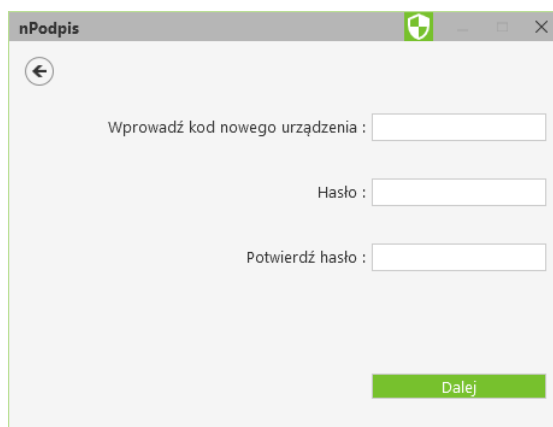 nPodpis
Wprowadź kod nowego urządzenia :
Hasło :
Potwierdź hasło :
Dalej